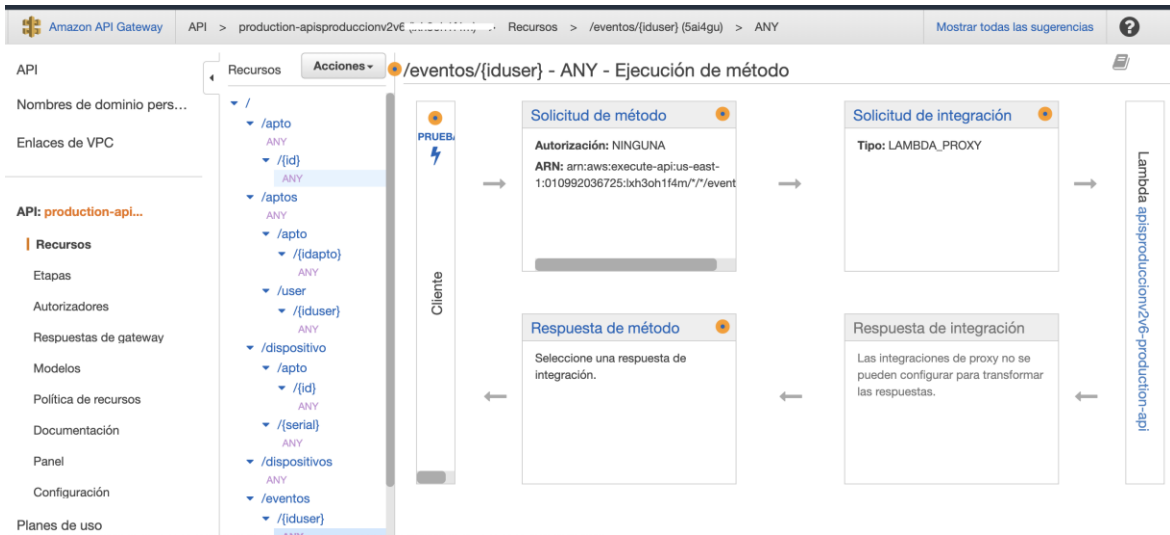 Amazon API Gateway API > production-apisproduccionv2v6 > Recursos > /eventos/{iduser} (5ai4gu) > ANY Mostrar todas las sugerencias ?
API
Nombres de dominio pers...
Enlaces de VPC
API: production-api...
Recursos
Etapas
Autorizadores
Respuestas de gateway
Modelos
Política de recursos
Documentación
Panel
Configuración
Planes de uso
Recursos
Acciones
/
/apto
ANY
/{id}
ANY
/aptos
ANY
/apto
/{idapto}
ANY
/user
/{iduser}
ANY
/dispositivo
/apto
/{id}
ANY
/{serial}
ANY
/dispositivos
ANY
/eventos
/{iduser}
ANY
/eventos/{iduser} - ANY - Ejecución de método
PRUEBA
Cliente
Solicitud de método
Autorización: NINGUNA
ARN: arn:aws:execute-api:us-east-
1:010992036725:lxh3oh1f4m/*/*/event
Solicitud de integración
Tipo: LAMBDA_PROXY
Lambda apisproduccionv2v6-production-api
Respuesta de método
Seleccione una respuesta de
integración.
Respuesta de integración
Las integraciones de proxy no se
pueden configurar para transformar
las respuestas.